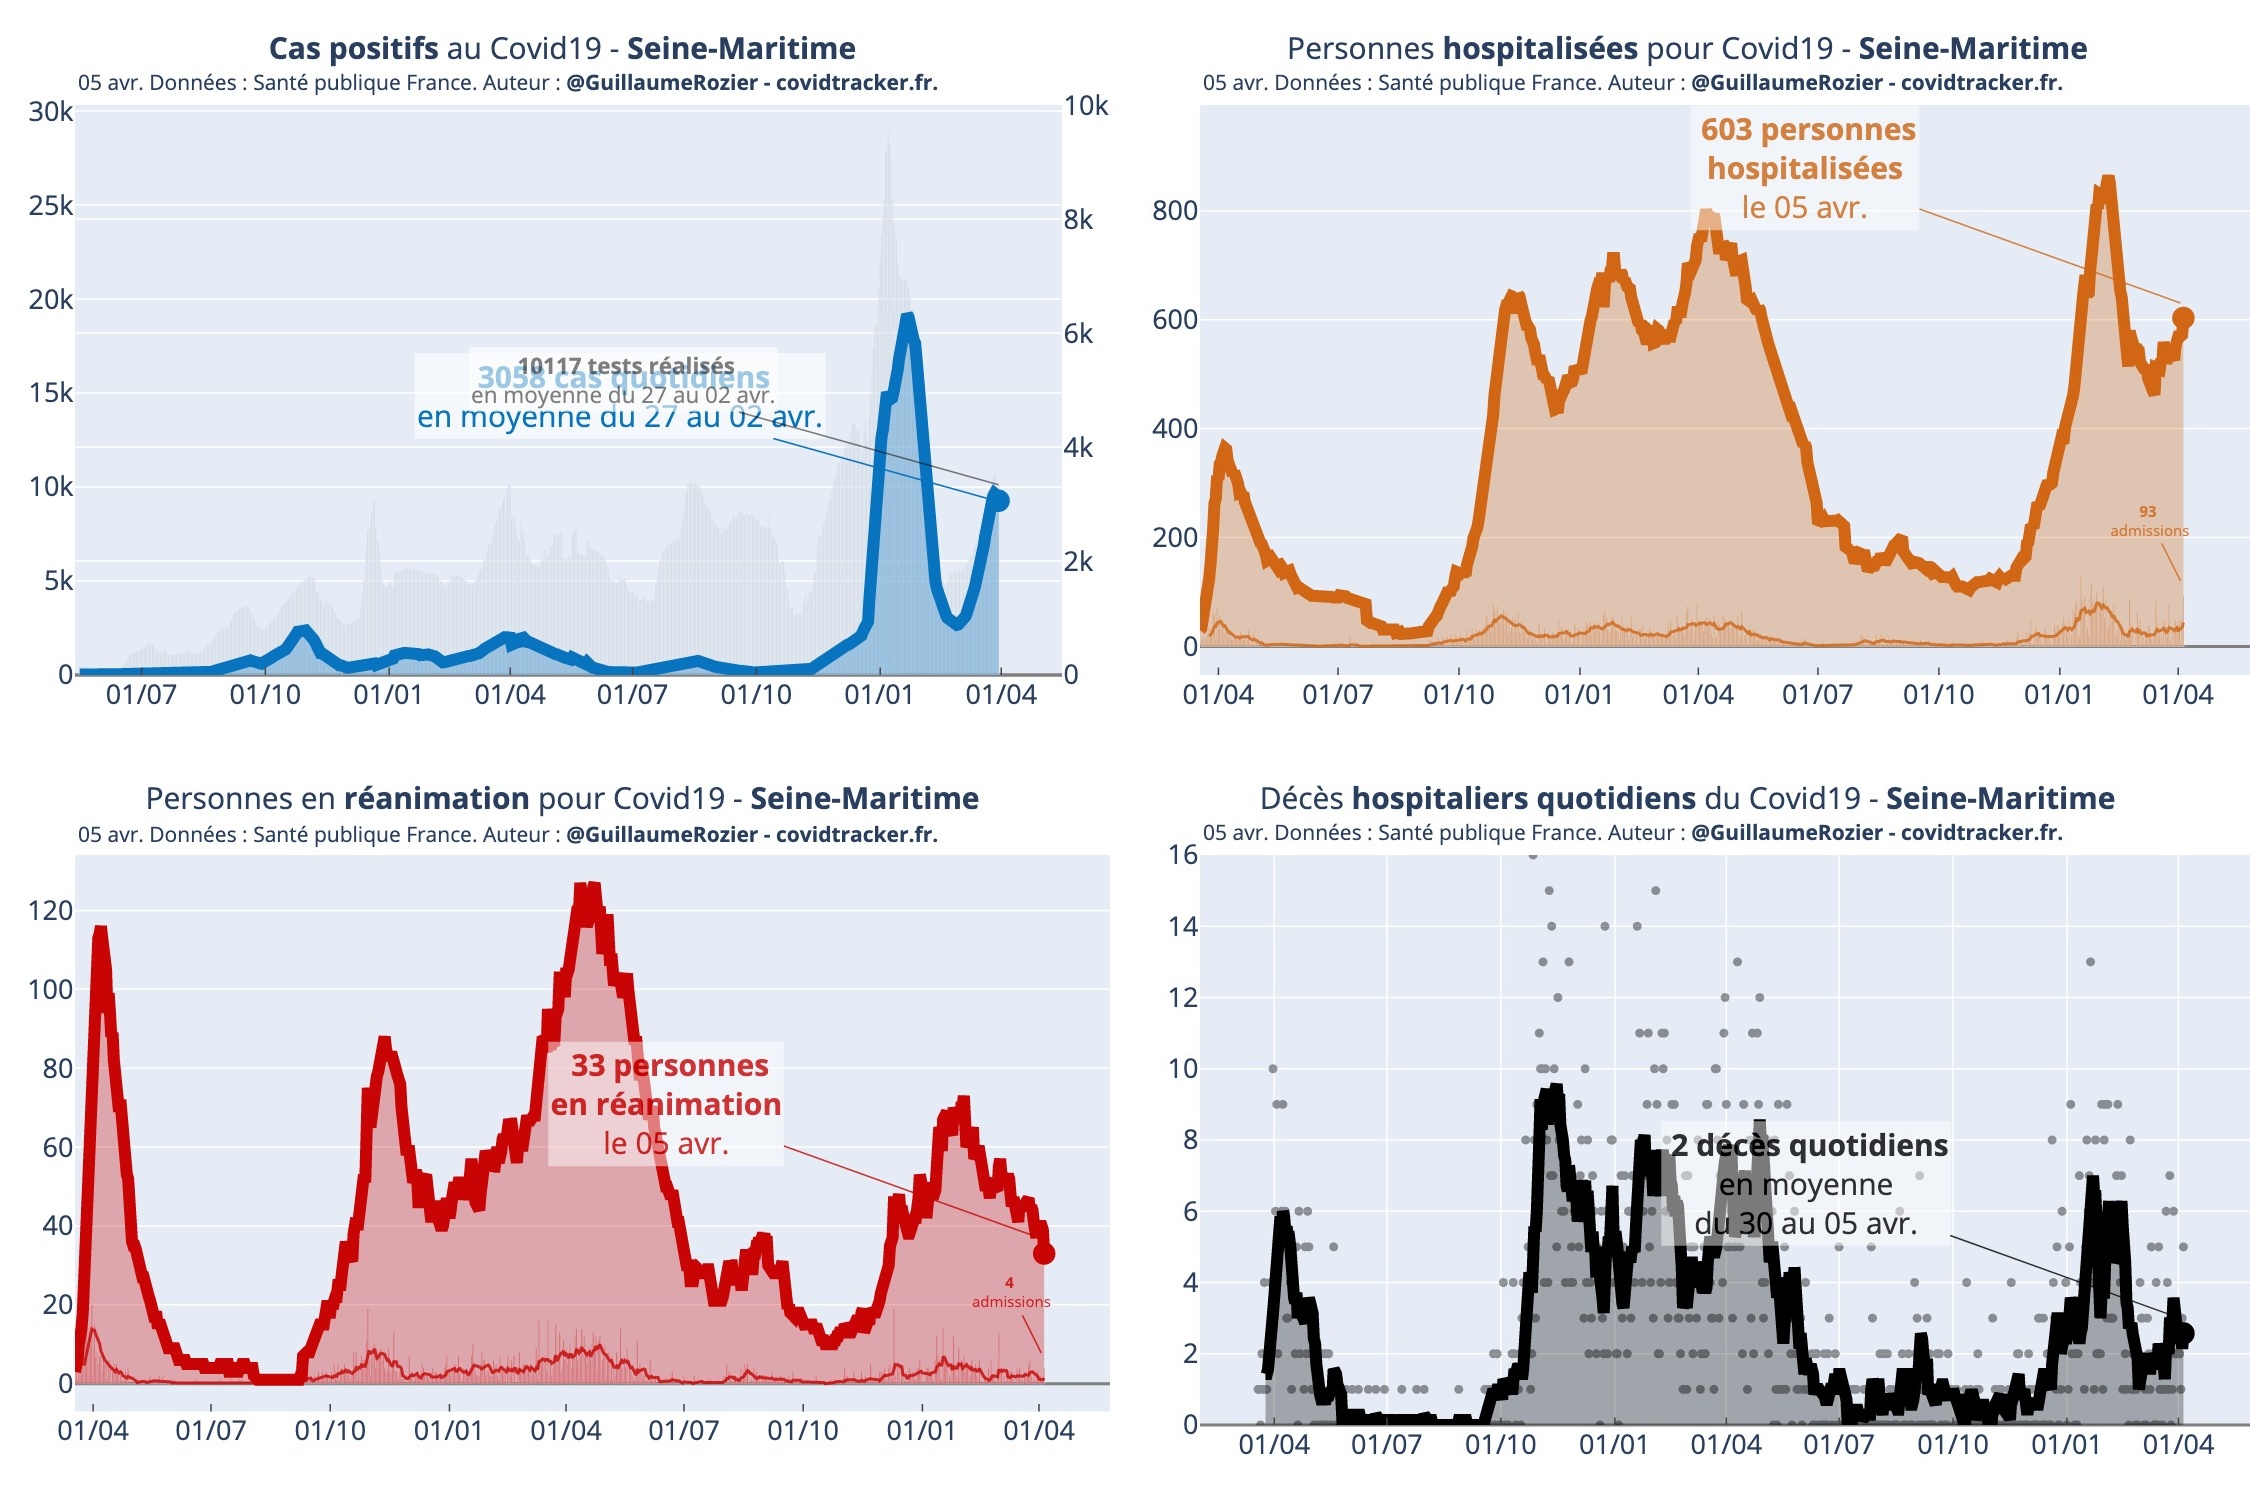 Cas positifs au Covid19 - Seine-Maritime
05 avr. Données : Santé publique France. Auteur : @GuillaumeRozier - covidtracker.fr.
30k
25k
20k
15k
10k
5k
0
10k
8k
6k
4k
2k
0
10117 tests réalisés
3058 cas quotidiens
en moyenne du 27 au 02 avr.
en moyenne du 27 au 02 avr.
01/07 01/10 01/01 01/04 01/07 01/10 01/01 01/04
Personnes hospitalisées pour Covid19 - Seine-Maritime
05 avr. Données : Santé publique France. Auteur : @GuillaumeRozier - covidtracker.fr.
603 personnes
hospitalisées
le 05 avr.
800
600
400
200
0
93
admissions
01/04 01/07 01/10 01/01 01/04 01/07 01/10 01/01 01/04
Personnes en réanimation pour Covid19 - Seine-Maritime
05 avr. Données : Santé publique France. Auteur : @GuillaumeRozier - covidtracker.fr.
120
100
80
60
40
20
0
33 personnes
en réanimation
le 05 avr.
4
admissions
01/04 01/07 01/10 01/01 01/04 01/07 01/10 01/01 01/04
Décès hospitaliers quotidiens du Covid19 - Seine-Maritime
05 avr. Données : Santé publique France. Auteur : @GuillaumeRozier - covidtracker.fr.
16
14
12
10
8
6
4
2
0
2 décès quotidiens
en moyenne
du 30 au 05 avr.
01/04 01/07 01/10 01/01 01/04 01/07 01/10 01/01 01/04